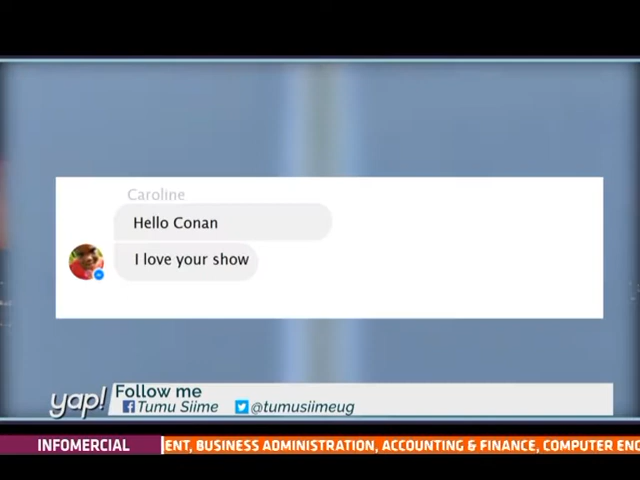 Caroline
Hello Conan
I love your show
yap!
Follow me
Tumu Siime @tumusiimeug
INFOMERCIAL ENT, BUSINESS ADMINISTRATION, ACCOUNTING & FINANCE, COMPUTER ENG